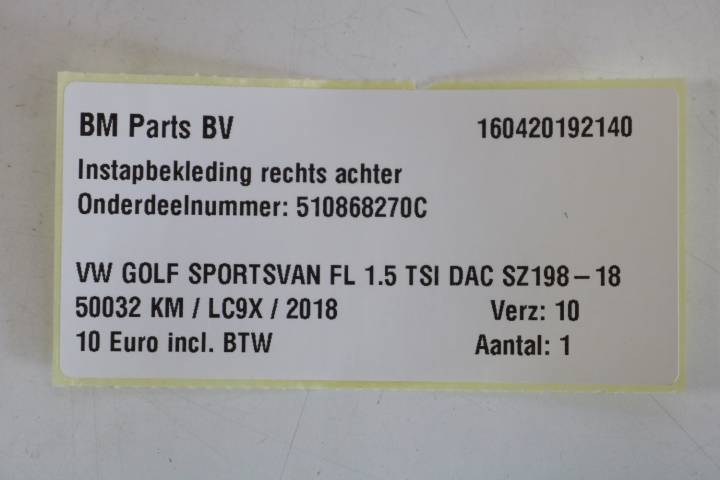 BM Parts BV 160420192140
Instapbekleding rechts achter
Onderdeelnummer: 510868270C
VW GOLF SPORTSVAN FL 1.5 TSI DAC SZ198-18
50032 KM / LC9X / 2018 Verz: 10
10 Euro incl. BTW Aantal: 1